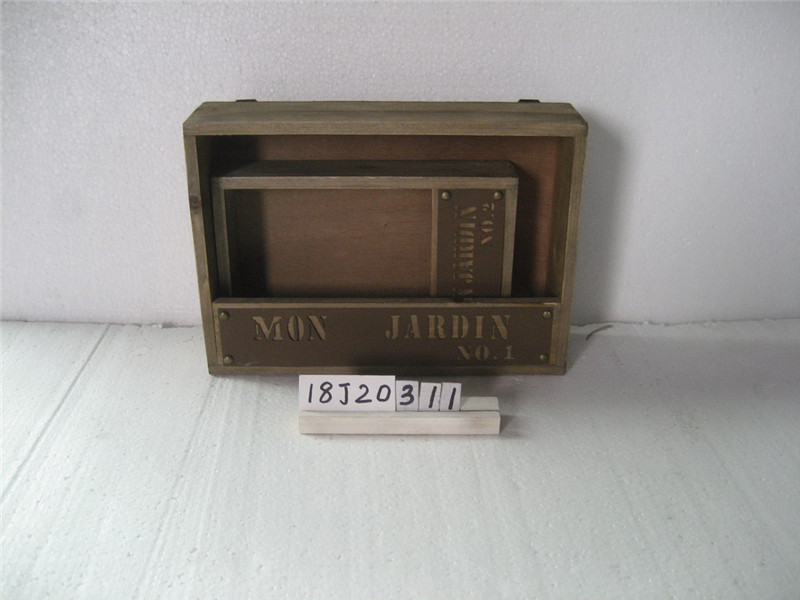 N JARDIN
NO.2
MON JARDIN
NO.1
18J20311